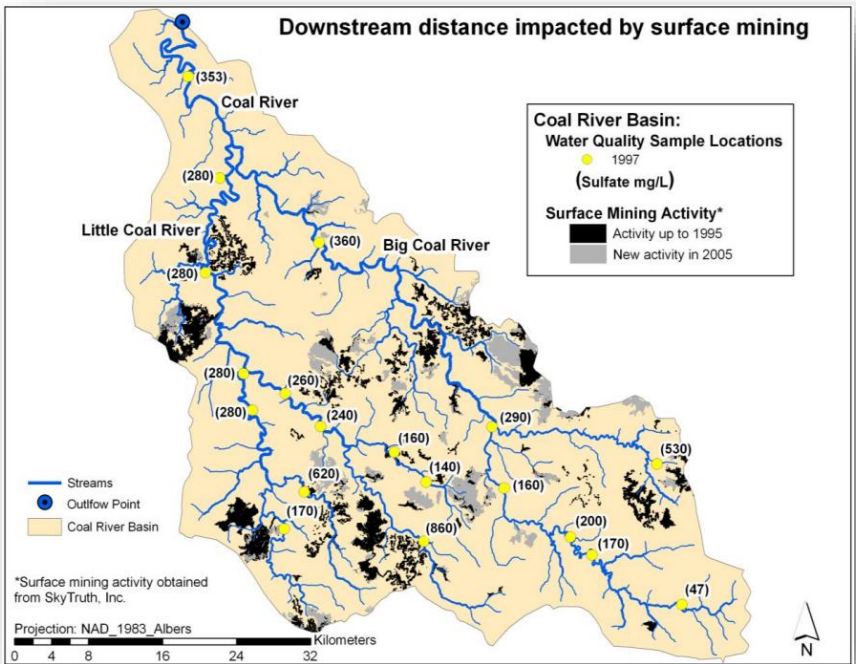 Downstream distance impacted by surface mining
(353)
Coal River
Coal River Basin:
Water Quality Sample Locations
1997
(Sulfate mg/L)
Surface Mining Activity*
Activity up to 1995
New activity in 2005
(280)
Little Coal River
(360)
Big Coal River
(280)
(280)
(260)
(280)
(240)
(290)
(160)
(530)
(620)
(140)
(160)
(170)
(860)
(200)
(170)
(47)
Streams
Outlfow Point
Coal River Basin
*Surface mining activity obtained
from SkyTruth, Inc.
Projection: NAD_1983_Albers
Kilometers
0 4 8 16 24 32
N